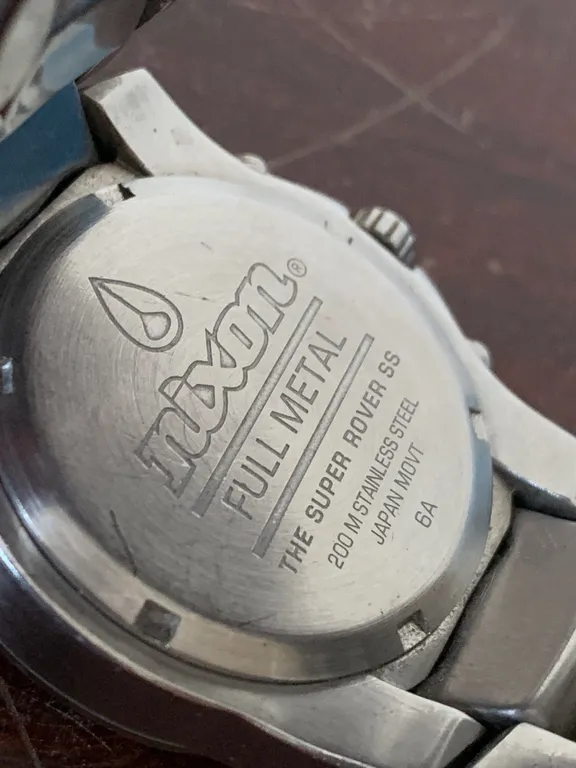 nixon®
FULL METAL
THE SUPER ROVER SS
200 M STAINLESS STEEL
JAPAN MOVT
6A